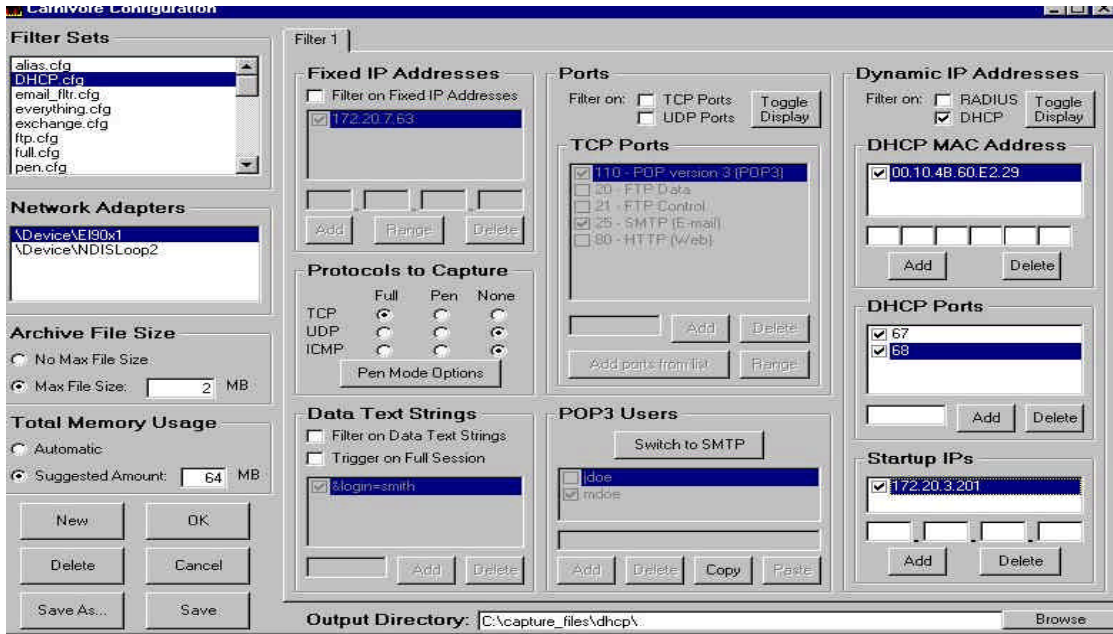 Carnivore Configuration
Filter Sets
alias.cfg
DHCP.cfg
email_fltr.cfg
everything.cfg
exchange.cfg
ftp.cfg
full.cfg
pen.cfg
Network Adapters
\Device\El90x1
\Device\NDISLoop2
Archive File Size
No Max File Size
Max File Size: 2 MB
Total Memory Usage
Automatic
Suggested Amount: 64 MB
New OK
Delete Cancel
Save As... Save
Filter 1
Fixed IP Addresses
Filter on Fixed IP Addresses
172.20.7.63
. . .
Add Range Delete
Protocols to Capture
Full Pen None
TCP
UDP
ICMP
Pen Mode Options
Data Text Strings
Filter on Data Text Strings
Trigger on Full Session
&login=smith
Add Delete
Ports
Filter on: TCP Ports
UDP Ports
Toggle Display
TCP Ports
110 - POP version 3 (POP3)
20 - FTP Data
21 - FTP Control
25 - SMTP (E-mail)
80 - HTTP (Web)
Add Delete
Add ports from list Range
POP3 Users
Switch to SMTP
jdoe
mdoe
Add Delete Copy Paste
Dynamic IP Addresses
Filter on: RADIUS
DHCP
Toggle Display
DHCP MAC Address
00.10.4B.60.E2.29
Add Delete
DHCP Ports
67
68
Add Delete
Startup IPs
172.20.3.201
. . .
Add Delete
Output Directory: C:\capture_files\dhcp\ Browse